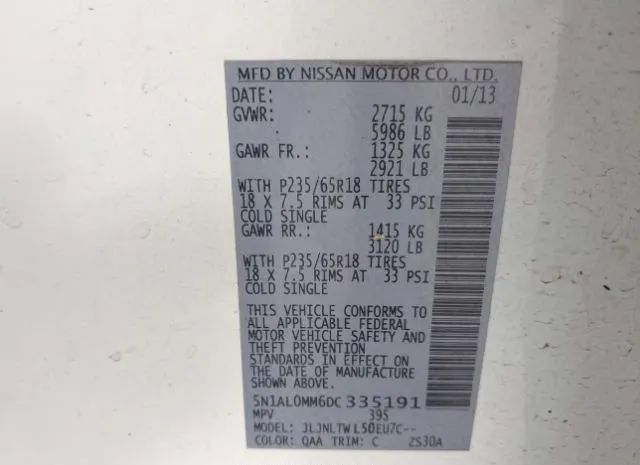 MFD BY NISSAN MOTOR CO., LTD.
DATE: 01/13
GVWR: 2715 KG
5986 LB
GAWR FR.: 1325 KG
2921 LB
WITH P235/65R18 TIRES
18 X 7.5 RIMS AT 33 PSI
COLD SINGLE
GAWR RR.: 1415 KG
3120 LB
WITH P235/65R18 TIRES
18 X 7.5 RIMS AT 33 PSI
COLD SINGLE
THIS VEHICLE CONFORMS TO
ALL APPLICABLE FEDERAL
MOTOR VEHICLE SAFETY AND
THEFT PREVENTION
STANDARDS IN EFFECT ON
THE DATE OF MANUFACTURE
SHOWN ABOVE.
5N1AL0MM6DC335191
MPV 395
MODEL: JLJNLTWL50EU7C--
COLOR: QAA TRIM: C ZS30A